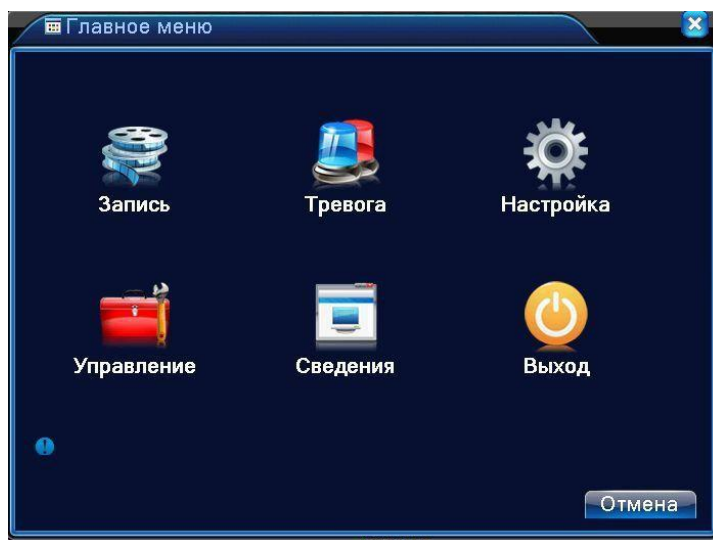 Главное меню
Запись
Тревога
Настройка
Управление
Сведения
Выход
Отмена